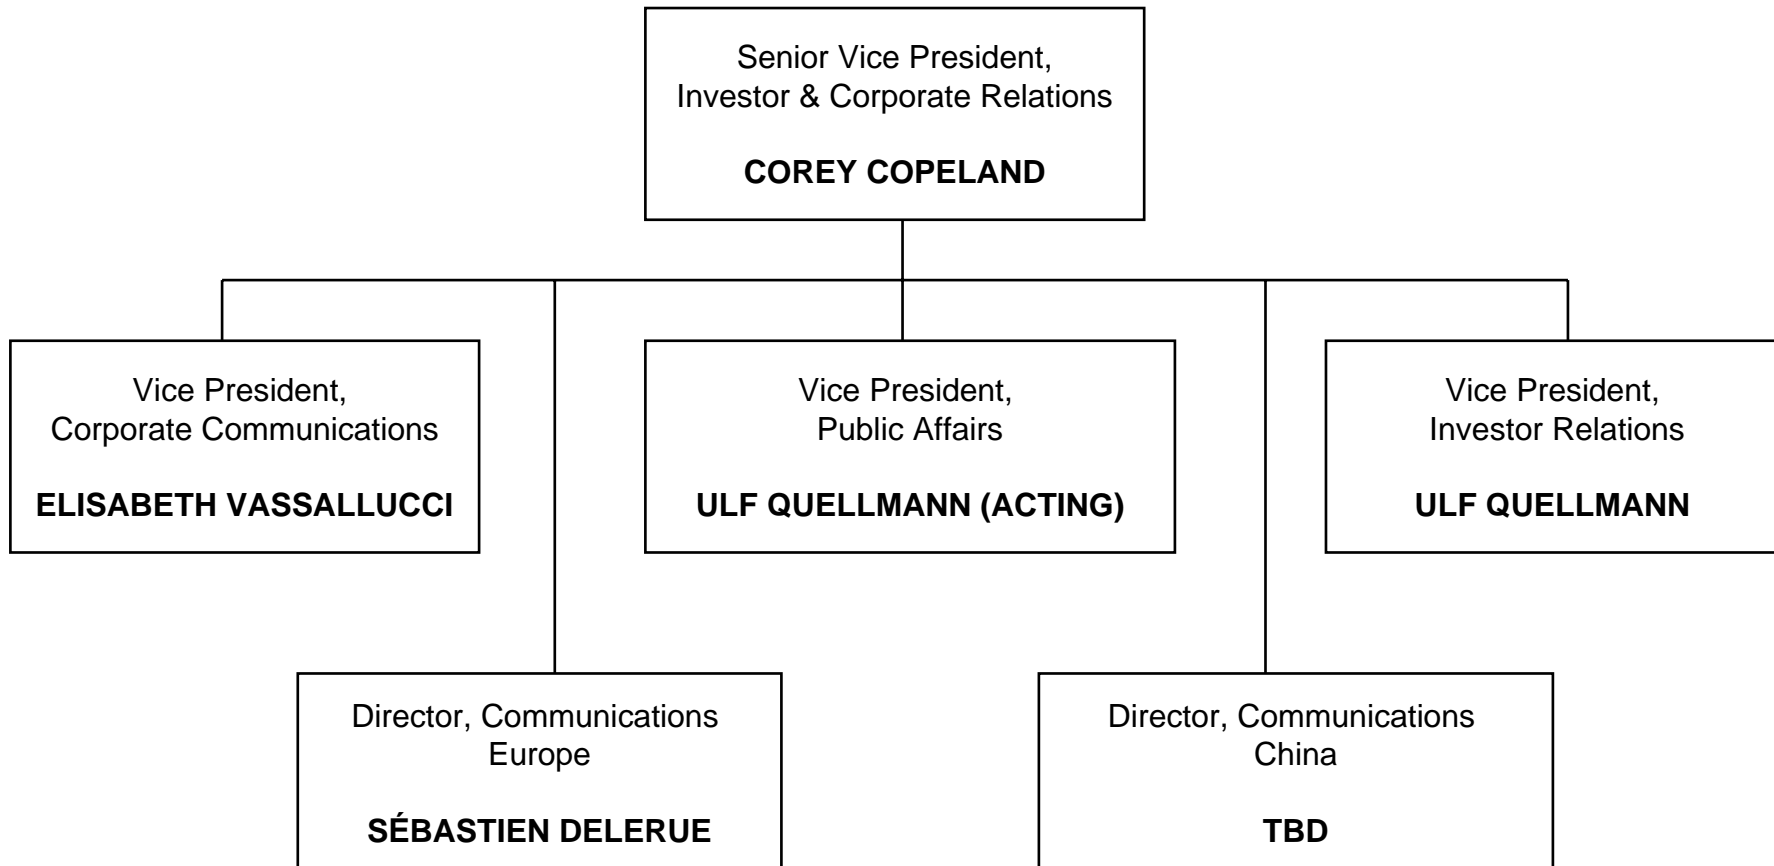 Senior Vice President,
Investor & Corporate Relations
COREY COPELAND
Vice President,
Corporate Communications
ELISABETH VASSALLUCCI
Vice President,
Public Affairs
ULF QUELLMANN (ACTING)
Vice President,
Investor Relations
ULF QUELLMANN
Director, Communications
Europe
SÉBASTIEN DELERUE
Director, Communications
China
TBD